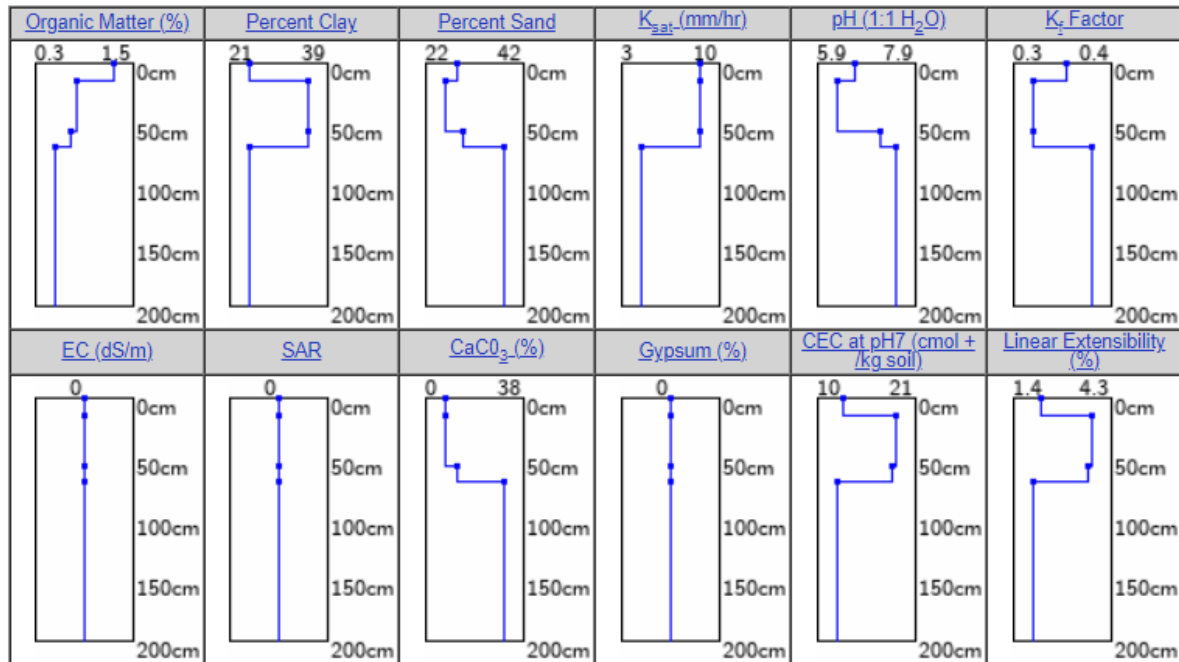 Organic Matter (%) Percent Clay Percent Sand Ksat (mm/hr) pH (1:1 H2O) Kf Factor
0.3 1.5 21 39 22 42 3 10 5.9 7.9 0.3 0.4
0cm 0cm 0cm 0cm 0cm 0cm
50cm 50cm 50cm 50cm 50cm 50cm
100cm 100cm 100cm 100cm 100cm 100cm
150cm 150cm 150cm 150cm 150cm 150cm
200cm 200cm 200cm 200cm 200cm 200cm
EC (dS/m) SAR CaC03 (%) Gypsum (%) CEC at pH7 (cmol + Linear Extensibility
/kg soil) (%)
0 0 0 38 0 10 21 1.4 4.3
0cm 0cm 0cm 0cm 0cm 0cm
50cm 50cm 50cm 50cm 50cm 50cm
100cm 100cm 100cm 100cm 100cm 100cm
150cm 150cm 150cm 150cm 150cm 150cm
200cm 200cm 200cm 200cm 200cm 200cm